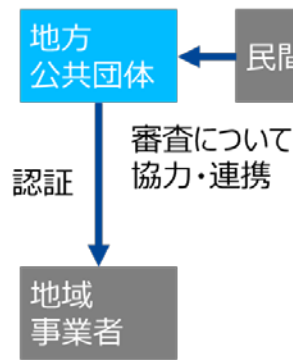 地方
公共団体
民間
審査について
協力・連携
認証
地域
事業者